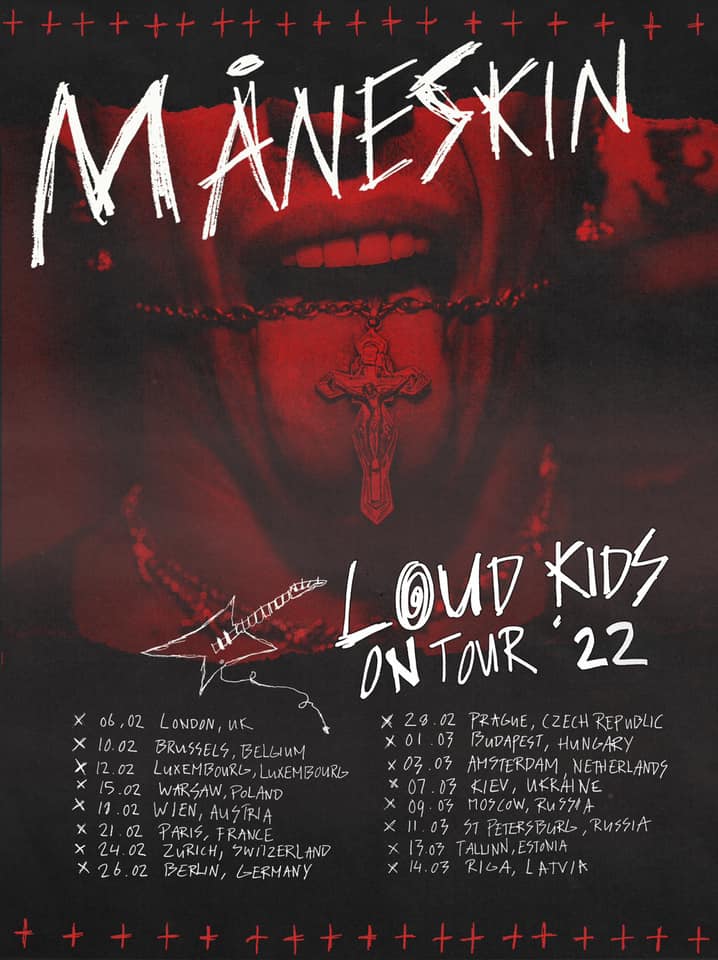 MÅNESKIN
LOUD KIDS
ON TOUR '22
x 06.02 LONDON, UK
x 10.02 BRUSSELS, BELGIUM
x 12.02 LUXEMBOURG, LUXEMBOURG
x 15.02 WARSAW, POLAND
x 18.02 WIEN, AUSTRIA
x 21.02 PARIS, FRANCE
x 24.02 ZURICH, SWITZERLAND
x 26.02 BERLIN, GERMANY
x 28.02 PRAGUE, CZECH REPUBLIC
x 01.03 BUDAPEST, HUNGARY
x 03.03 AMSTERDAM, NETHERLANDS
x 07.03 KIEV, UKRAINE
x 09.03 MOSCOW, RUSSIA
x 11.03 ST PETERSBURG, RUSSIA
x 13.03 TALLINN, ESTONIA
x 14.03 RIGA, LATVIA